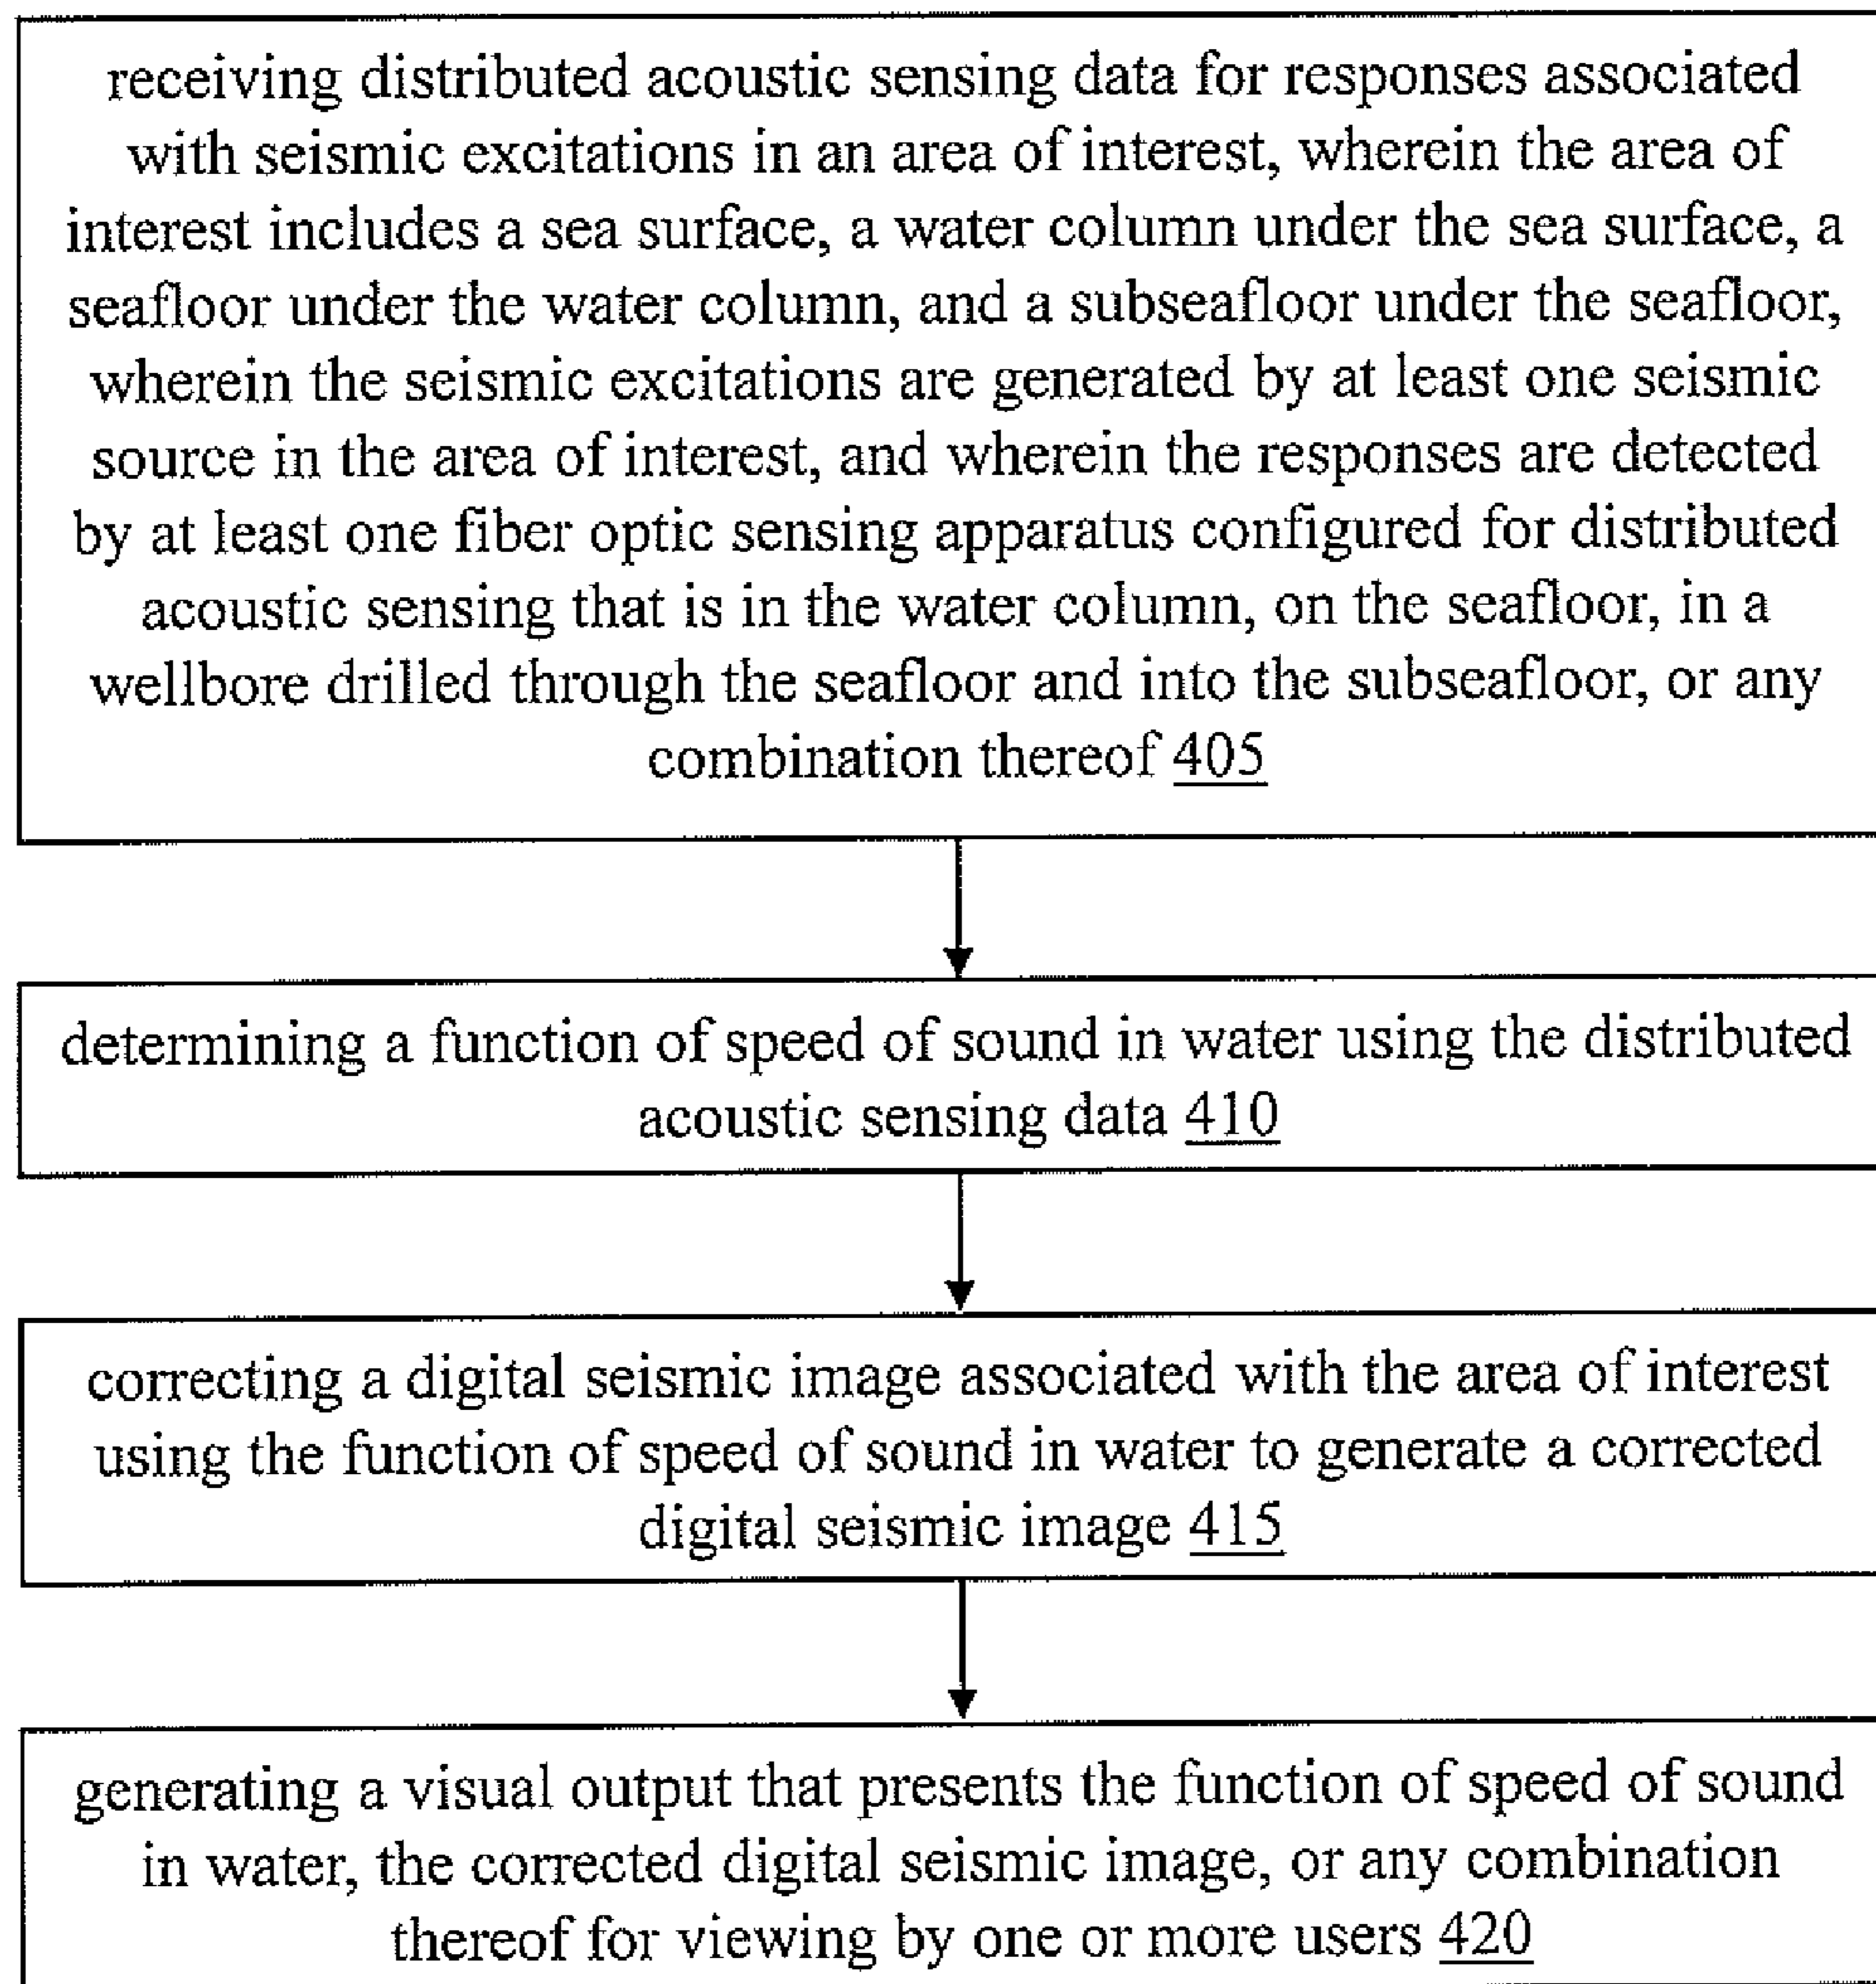 receiving distributed acoustic sensing data for responses associated
with seismic excitations in an area of interest, wherein the area of
interest includes a sea surface, a water column under the sea surface, a
seafloor under the water column, and a subseafloor under the seafloor,
wherein the seismic excitations are generated by at least one seismic
source in the area of interest, and wherein the responses are detected
by at least one fiber optic sensing apparatus configured for distributed
acoustic sensing that is in the water column, on the seafloor, in a
wellbore drilled through the seafloor and into the subseafloor, or any
combination thereof 405
determining a function of speed of sound in water using the distributed
acoustic sensing data 410
correcting a digital seismic image associated with the area of interest
using the function of speed of sound in water to generate a corrected
digital seismic image 415
generating a visual output that presents the function of speed of sound
in water, the corrected digital seismic image, or any combination
thereof for viewing by one or more users 420